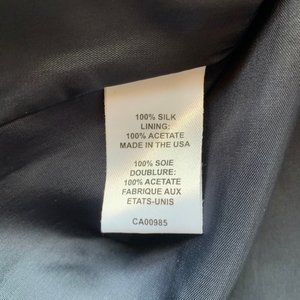 100% SILK
LINING:
100% ACETATE
MADE IN THE USA
100% SOIE
DOUBLURE:
100% ACETATE
FABRIQUE AUX
ETATS-UNIS
CA00985